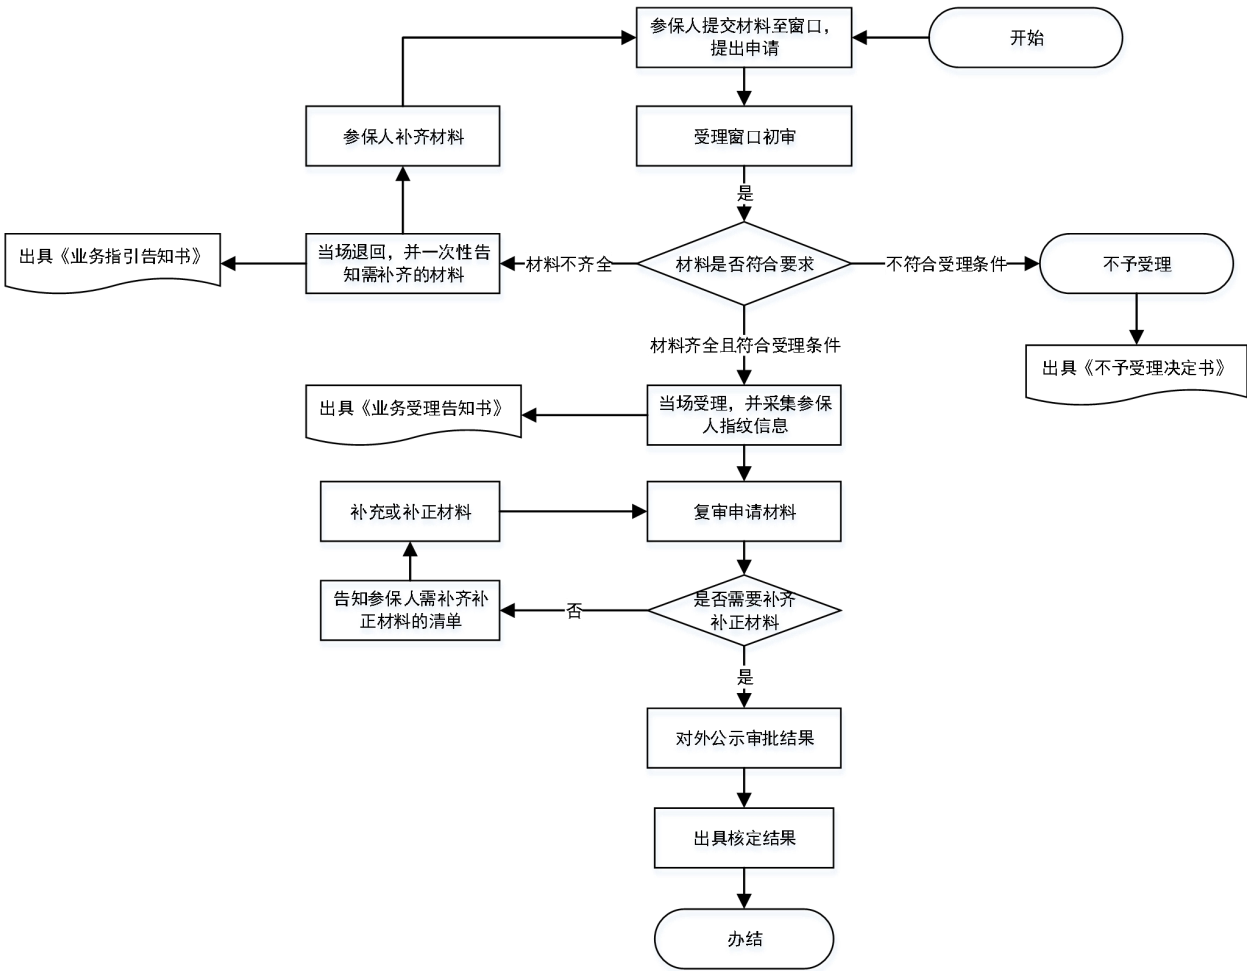 参保人提交材料至窗口，
提出申请
开始
参保人补齐材料
受理窗口初审
是
出具《业务指引告知书》
当场退回，并一次性告
知需补齐的材料
材料不齐全
材料是否符合要求
不符合受理条件
不予受理
材料齐全且符合受理条件
出具《不予受理决定书》
出具《业务受理告知书》
当场受理，并采集参保
人指纹信息
补充或补正材料
复审申请材料
告知参保人需补齐补
正材料的清单
否
是否需要补齐
补正材料
是
对外公示审批结果
出具核定结果
办结